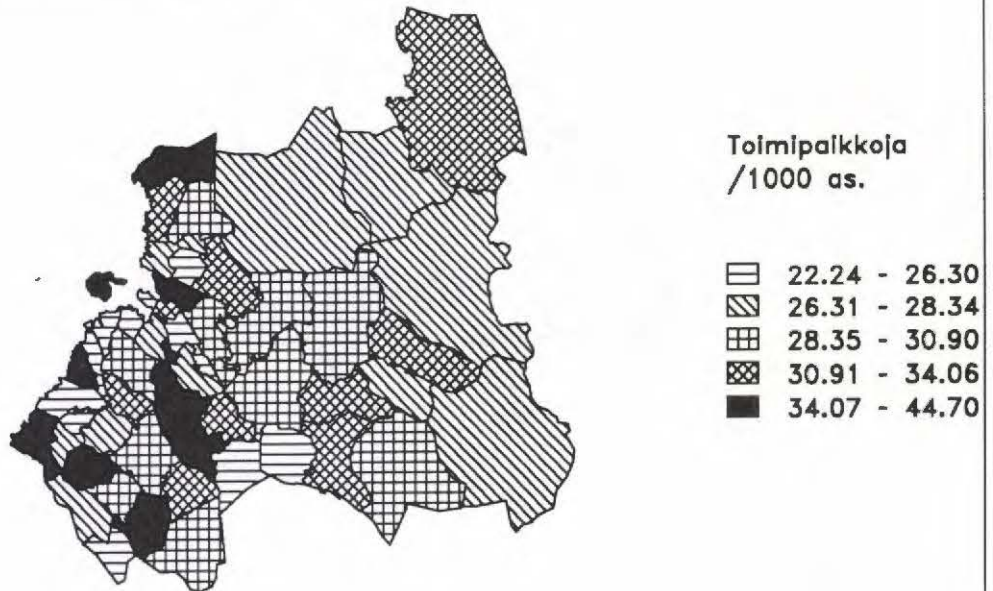 Toimipaikkoja
/1000 as.
22.24 - 26.30
26.31 - 28.34
28.35 - 30.90
30.91 - 34.06
34.07 - 44.70